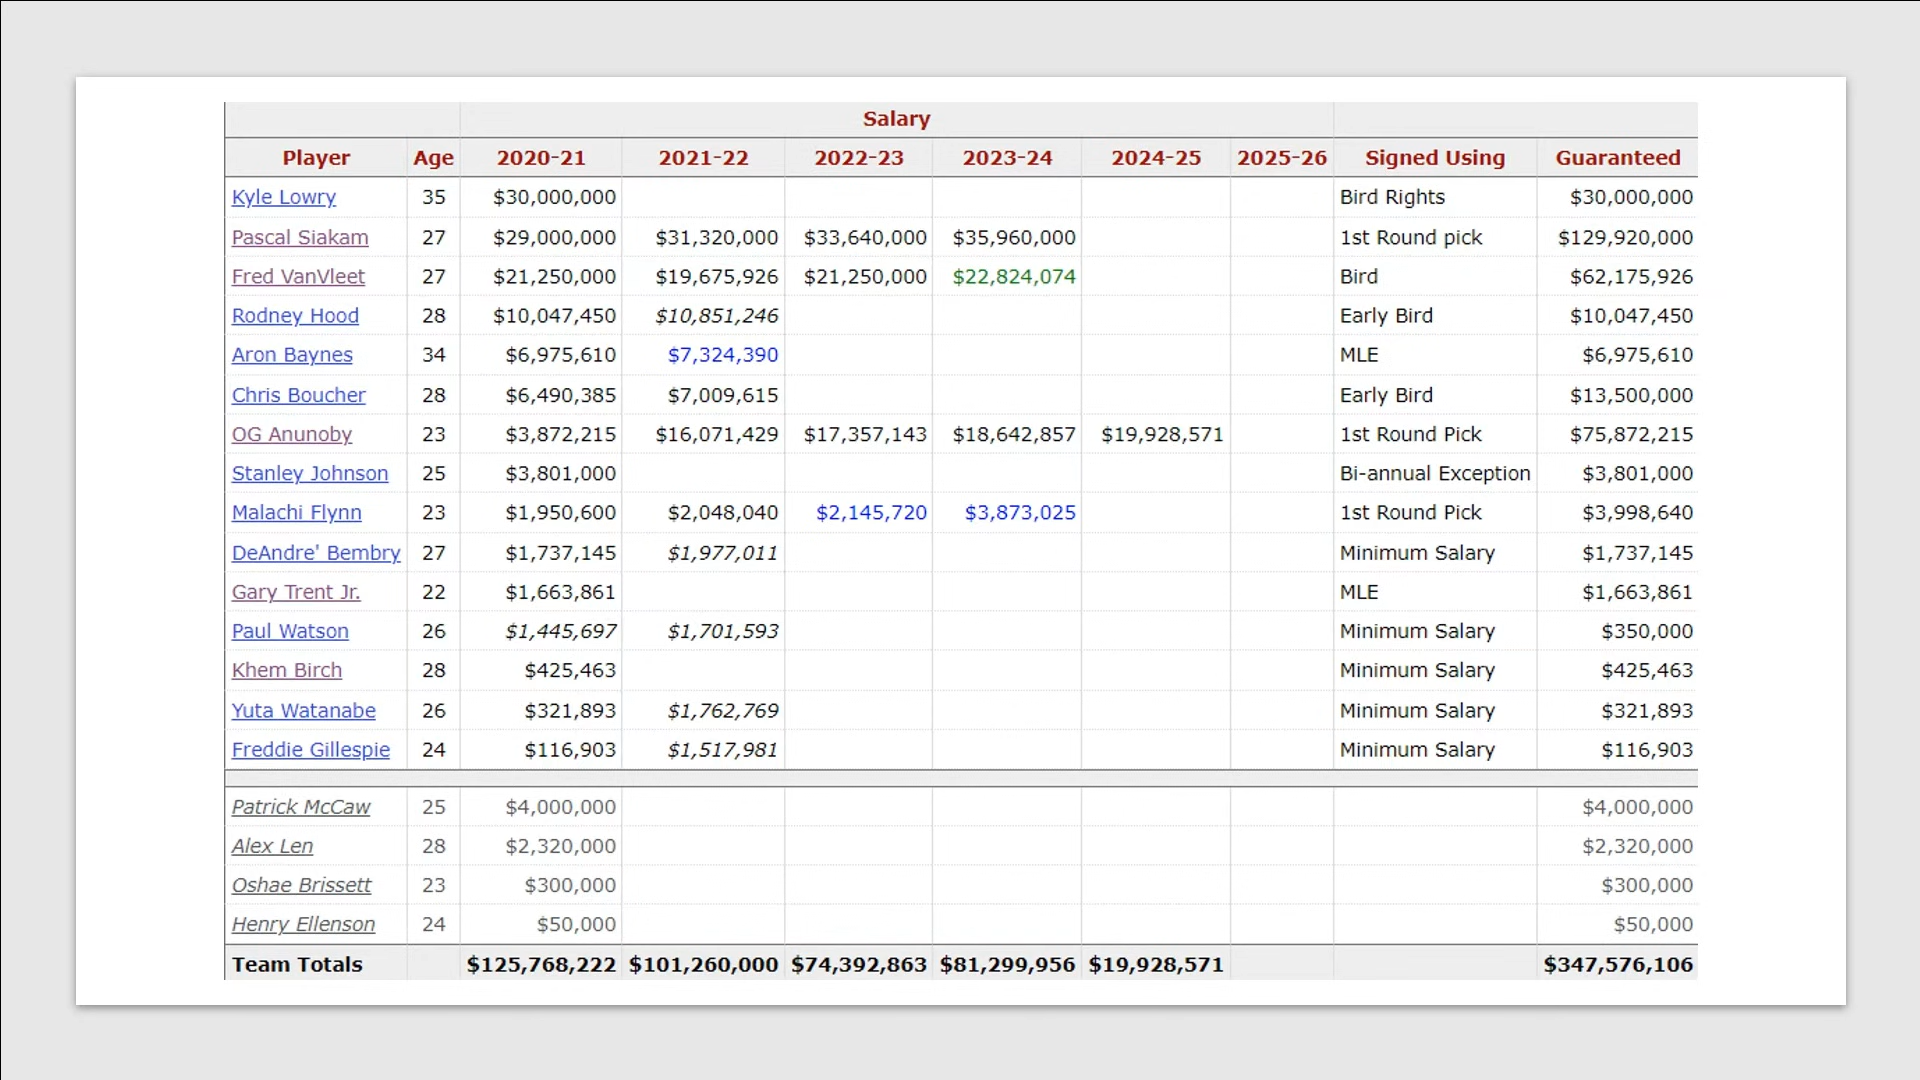 Salary
Player Age 2020-21 2021-22 2022-23 2023-24 2024-25 2025-26 Signed Using Guaranteed
Kyle Lowry 35 $30,000,000 Bird Rights $30,000,000
Pascal Siakam 27 $29,000,000 $31,320,000 $33,640,000 $35,960,000 1st Round pick $129,920,000
Fred VanVleet 27 $21,250,000 $19,675,926 $21,250,000 $22,824,074 Bird $62,175,926
Rodney Hood 28 $10,047,450 $10,851,246 Early Bird $10,047,450
Aron Baynes 34 $6,975,610 $7,324,390 MLE $6,975,610
Chris Boucher 28 $6,490,385 $7,009,615 Early Bird $13,500,000
OG Anunoby 23 $3,872,215 $16,071,429 $17,357,143 $18,642,857 $19,928,571 1st Round Pick $75,872,215
Stanley Johnson 25 $3,801,000 Bi-annual Exception $3,801,000
Malachi Flynn 23 $1,950,600 $2,048,040 $2,145,720 $3,873,025 1st Round Pick $3,998,640
DeAndre' Bembry 27 $1,737,145 $1,977,011 Minimum Salary $1,737,145
Gary Trent Jr. 22 $1,663,861 MLE $1,663,861
Paul Watson 26 $1,445,697 $1,701,593 Minimum Salary $350,000
Khem Birch 28 $425,463 Minimum Salary $425,463
Yuta Watanabe 26 $321,893 $1,762,769 Minimum Salary $321,893
Freddie Gillespie 24 $116,903 $1,517,981 Minimum Salary $116,903
Patrick McCaw 25 $4,000,000 $4,000,000
Alex Len 28 $2,320,000 $2,320,000
Oshae Brissett 23 $300,000 $300,000
Henry Ellenson 24 $50,000 $50,000
Team Totals $125,768,222 $101,260,000 $74,392,863 $81,299,956 $19,928,571 $347,576,106